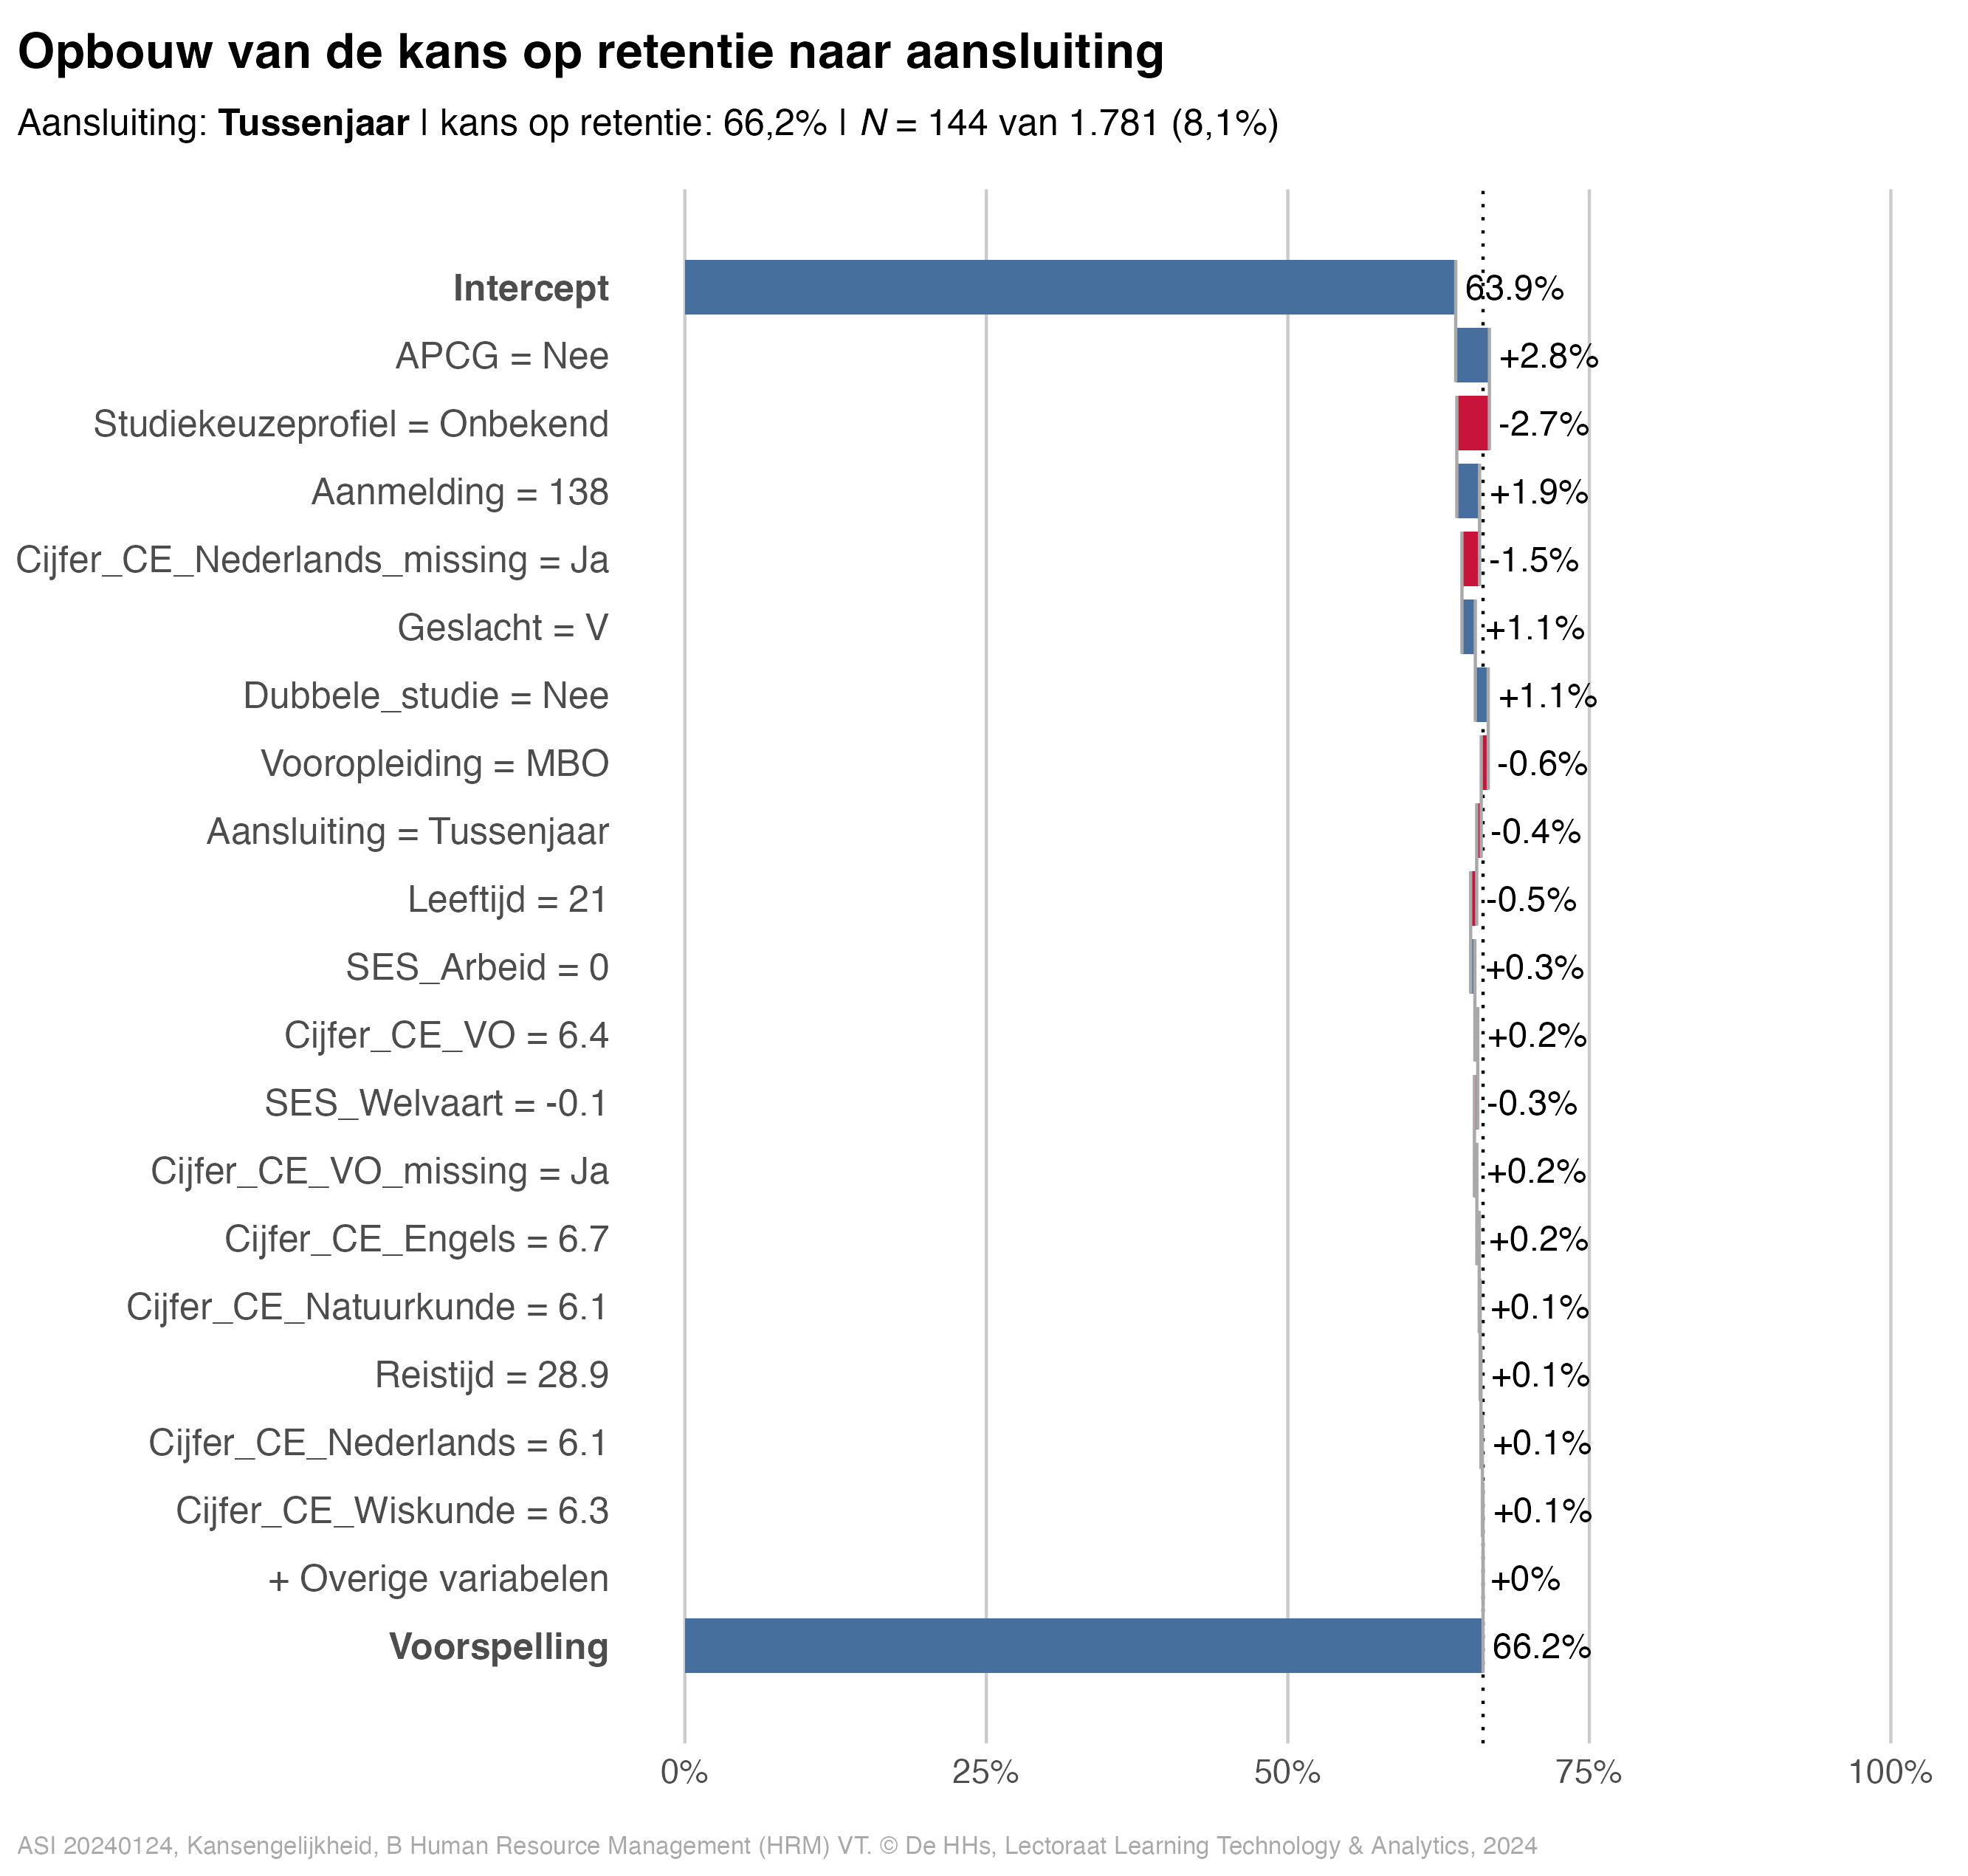 Opbouw van de kans op retentie naar aansluiting
Aansluiting: Tussenjaar | kans op retentie: 66,2% | N = 144 van 1.781 (8,1%)
Intercept 63.9%
APCG = Nee +2.8%
Studiekeuzeprofiel = Onbekend -2.7%
Aanmelding = 138 +1.9%
Cijfer_CE_Nederlands_missing = Ja -1.5%
Geslacht = V +1.1%
Dubbele_studie = Nee +1.1%
Vooropleiding = MBO -0.6%
Aansluiting = Tussenjaar -0.4%
Leeftijd = 21 -0.5%
SES_Arbeid = 0 +0.3%
Cijfer_CE_VO = 6.4 +0.2%
SES_Welvaart = -0.1 -0.3%
Cijfer_CE_VO_missing = Ja +0.2%
Cijfer_CE_Engels = 6.7 +0.2%
Cijfer_CE_Natuurkunde = 6.1 +0.1%
Reistijd = 28.9 +0.1%
Cijfer_CE_Nederlands = 6.1 +0.1%
Cijfer_CE_Wiskunde = 6.3 +0.1%
+ Overige variabelen +0%
Voorspelling 66.2%
0% 25% 50% 75% 100%
ASI 20240124, Kansengelijkheid, B Human Resource Management (HRM) VT. © De HHs, Lectoraat Learning Technology & Analytics, 2024